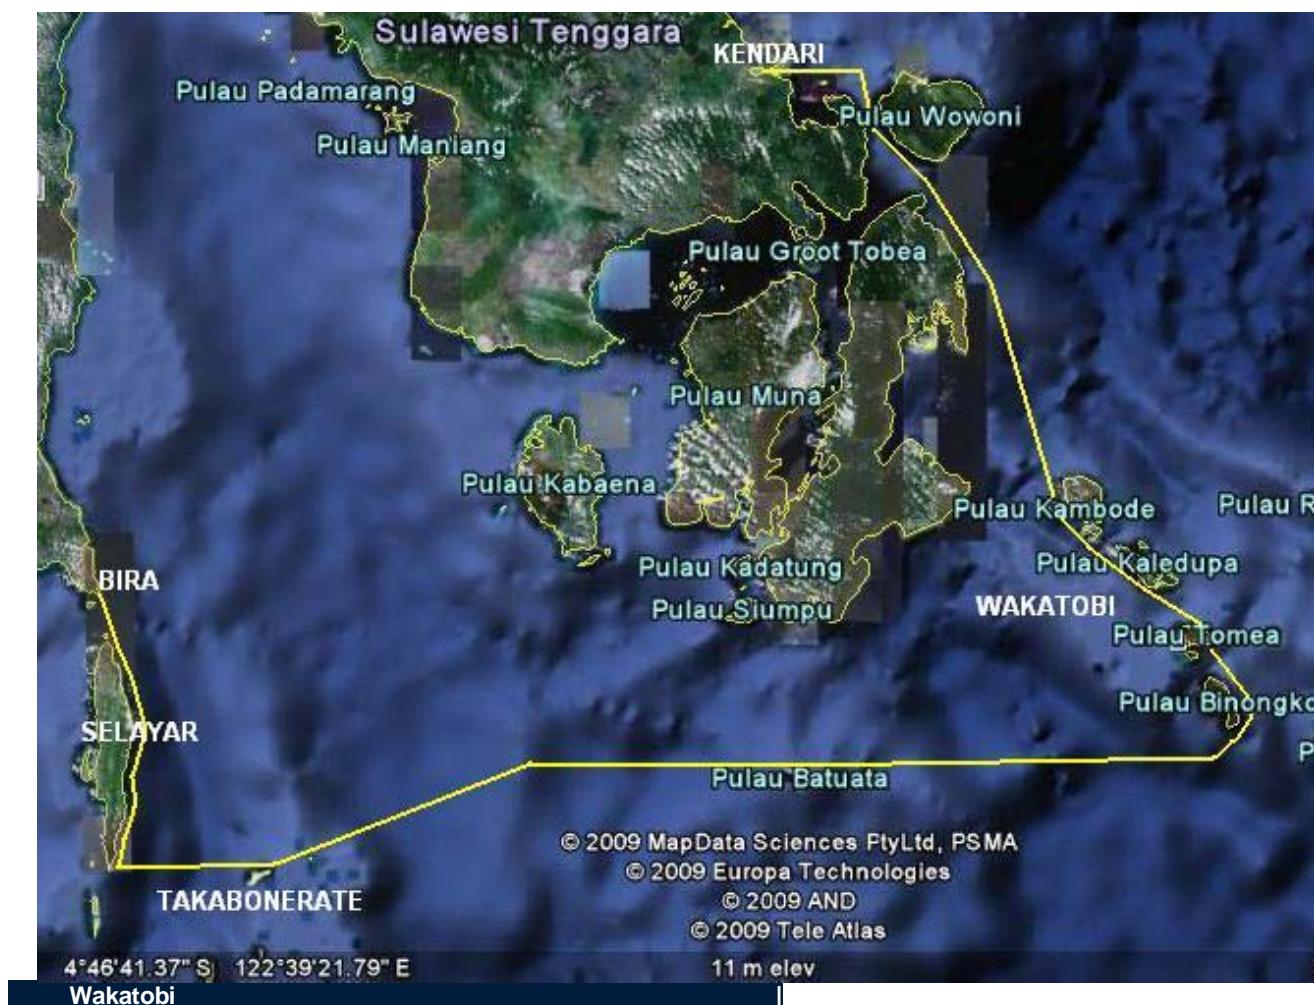 Sulawesi Tenggara
KENDARI
Pulau Padamarang
Pulau Wowoni
Pulau Maniang
Pulau Groot Tobea
Pulau Muna
Pulau Kabaena
Pulau Kambode
Pulau R
Pulau Kaledupa
Pulau Kadatung
BIRA
WAKATOBI
Pulau Siumpu
Pulau Tomea
Pulau Binongko
SELAYAR
P
Pulau Batuata
© 2009 MapData Sciences PtyLtd, PSMA
© 2009 Europa Technologies
TAKABONERATE
© 2009 AND
© 2009 Tele Atlas
4°46'41.37" S 122°39'21.79" E 11 m elev
Wakatobi